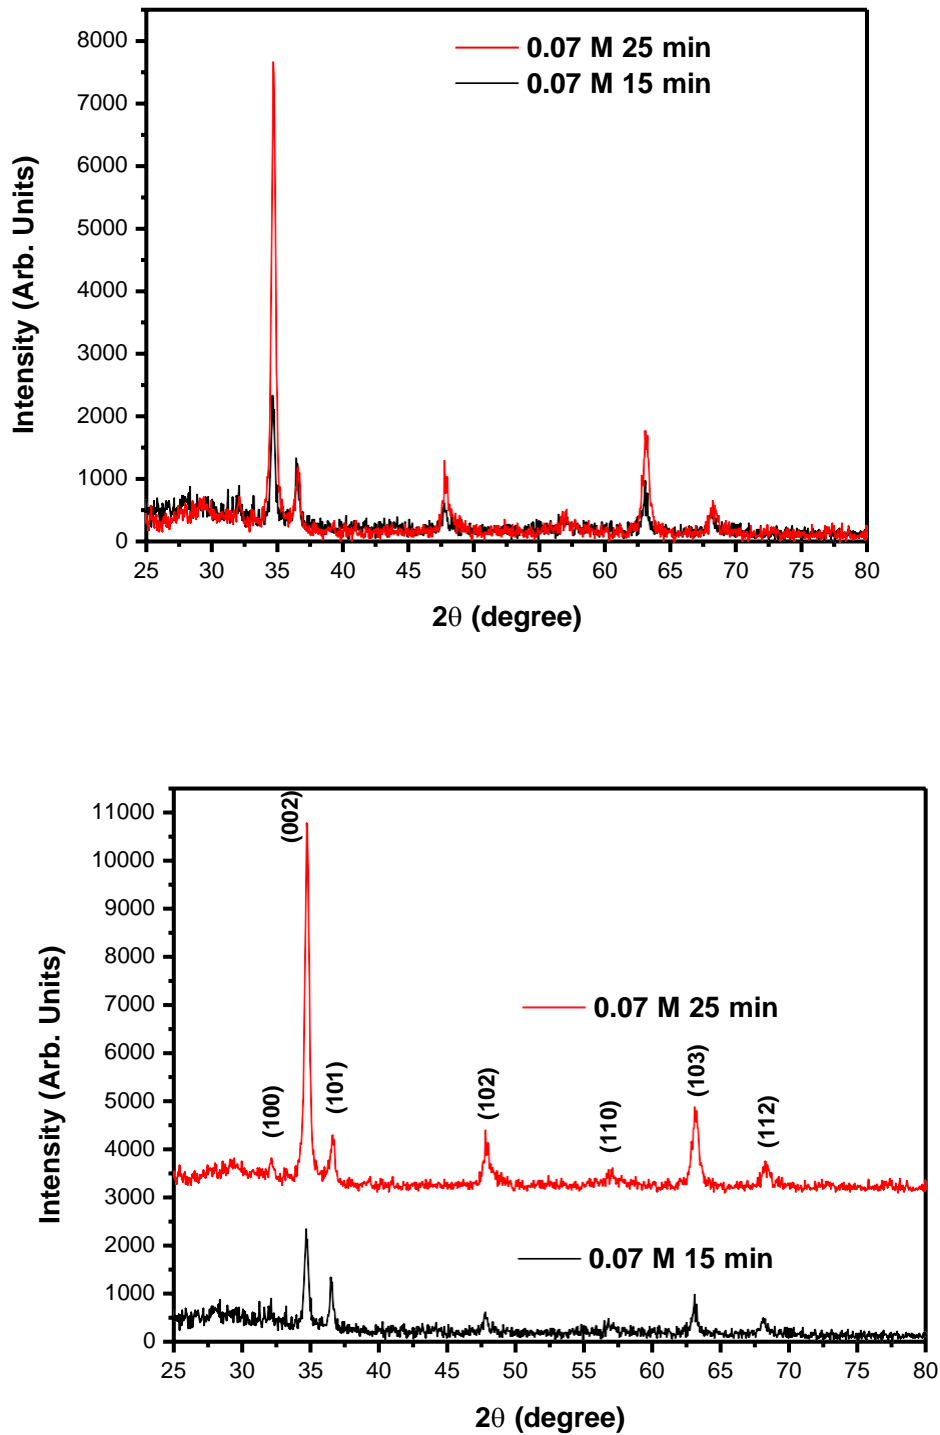 0.07 M 25 min
0.07 M 15 min
8000
7000
6000
5000
4000
3000
2000
1000
0
Intensity (Arb. Units)
25 30 35 40 45 50 55 60 65 70 75 80
2θ (degree)
11000
10000
9000
8000
7000
6000
5000
4000
3000
2000
1000
0
Intensity (Arb. Units)
(100)
(002)
(101)
(102)
(110)
(103)
(112)
0.07 M 25 min
0.07 M 15 min
25 30 35 40 45 50 55 60 65 70 75 80
2θ (degree)